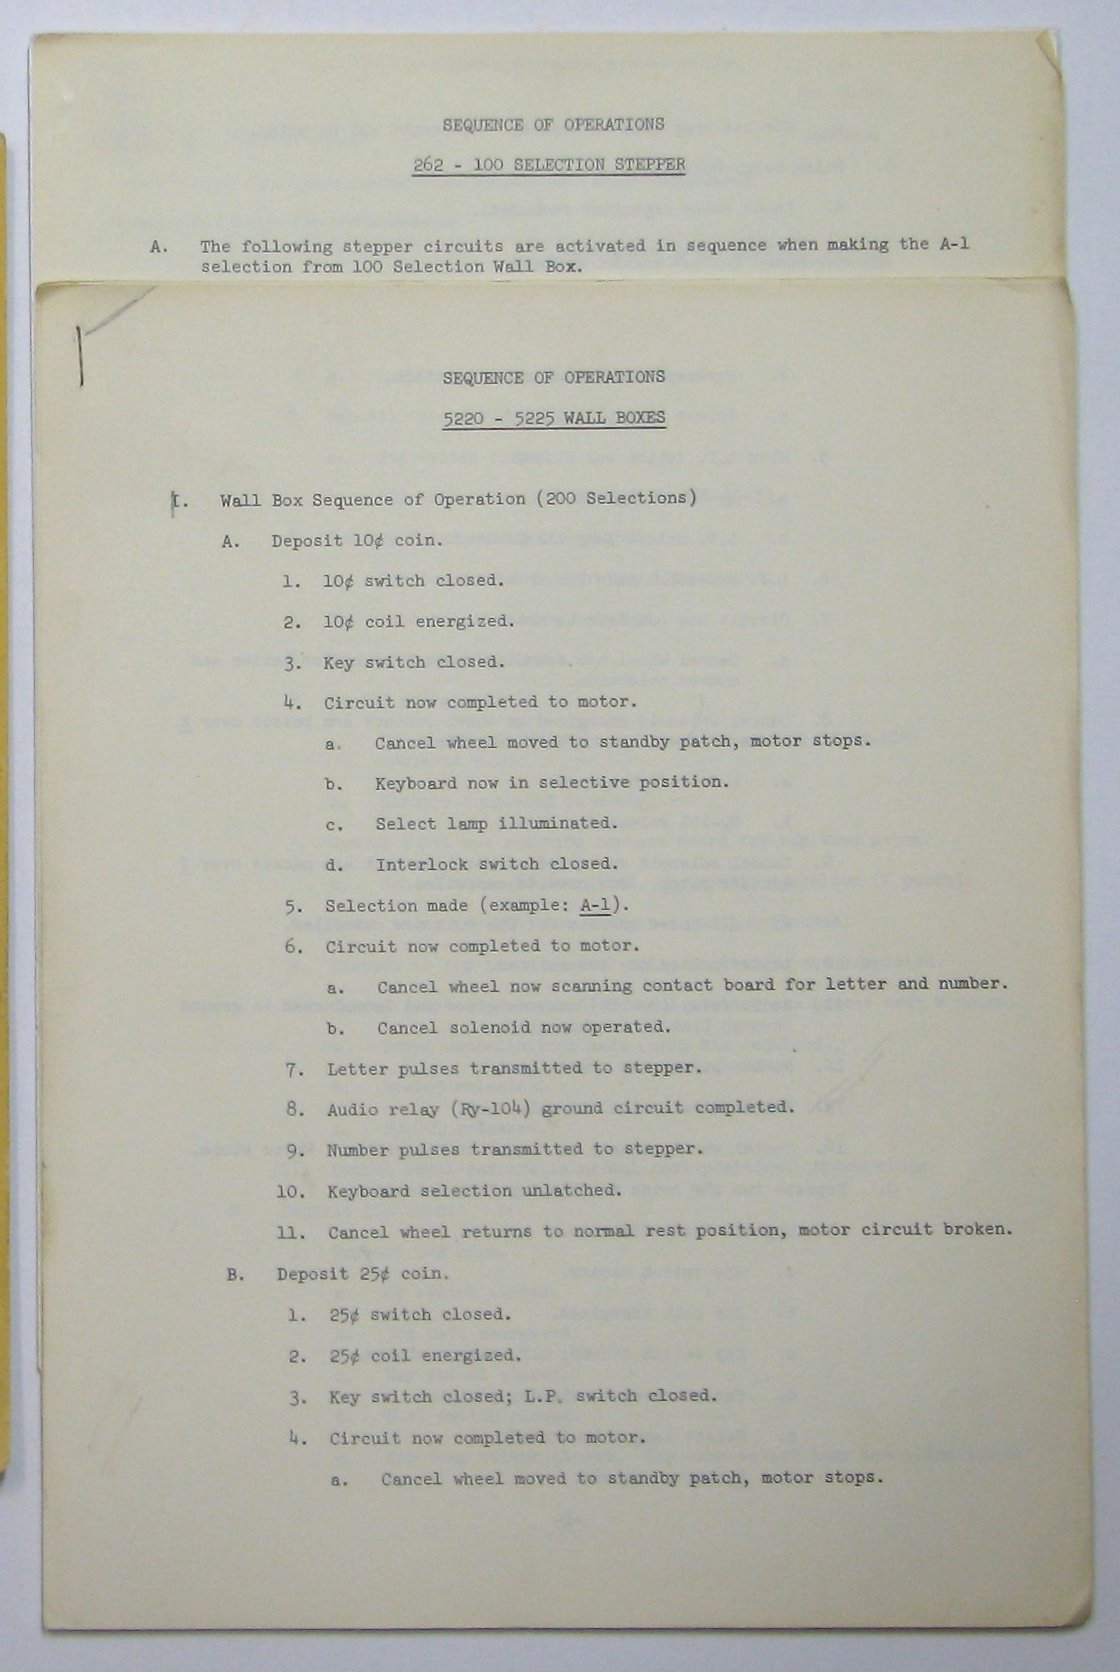 SEQUENCE OF OPERATIONS
262 - 100 SELECTION STEPPER
A. The following stepper circuits are activated in sequence when making the A-1
selection from 100 Selection Wall Box.
SEQUENCE OF OPERATIONS
5220 - 5225 WALL BOXES
I. Wall Box Sequence of Operation (200 Selections)
A. Deposit 10¢ coin.
1. 10¢ switch closed.
2. 10¢ coil energized.
3. Key switch closed.
4. Circuit now completed to motor.
a. Cancel wheel moved to standby patch, motor stops.
b. Keyboard now in selective position.
c. Select lamp illuminated.
d. Interlock switch closed.
5. Selection made (example: A-1).
6. Circuit now completed to motor.
a. Cancel wheel now scanning contact board for letter and number.
b. Cancel solenoid now operated.
7. Letter pulses transmitted to stepper.
8. Audio relay (Ry-104) ground circuit completed.
9. Number pulses transmitted to stepper.
10. Keyboard selection unlatched.
11. Cancel wheel returns to normal rest position, motor circuit broken.
B. Deposit 25¢ coin.
1. 25¢ switch closed.
2. 25¢ coil energized.
3. Key switch closed; L.P. switch closed.
4. Circuit now completed to motor.
a. Cancel wheel moved to standby patch, motor stops.